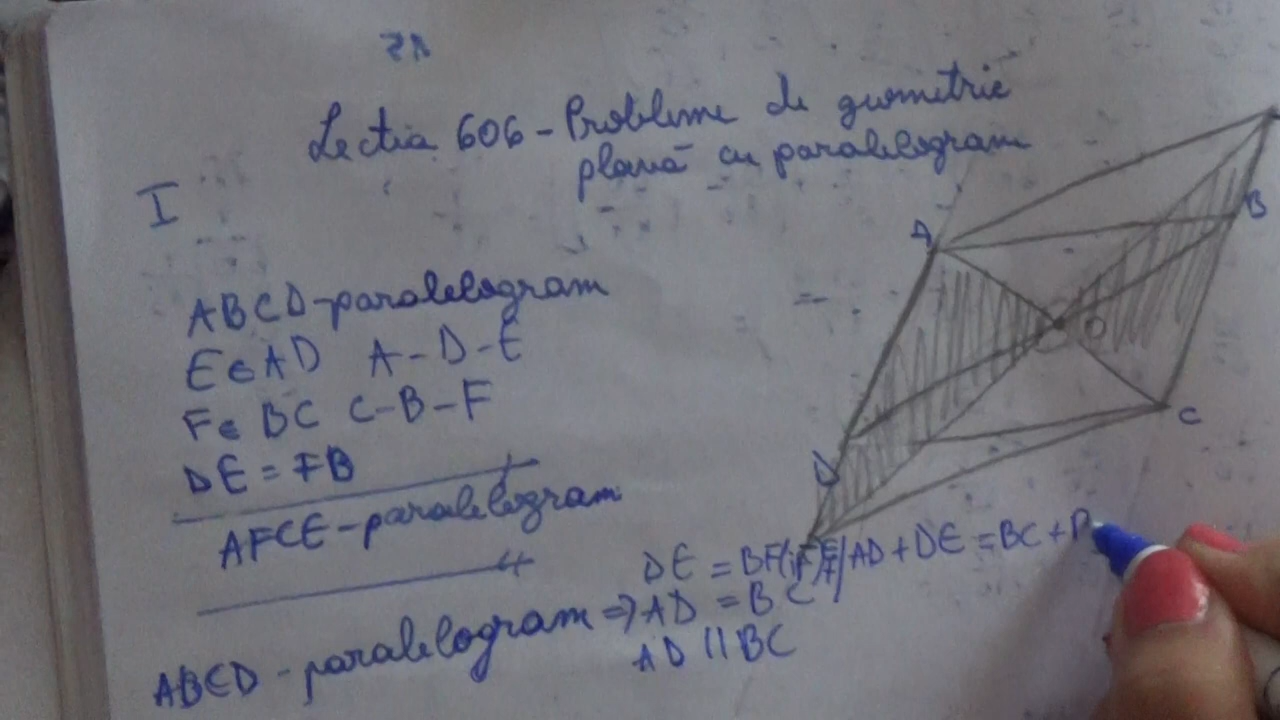 Lectia 606 - Probleme de geometrie
plană cu paralelogram
I
ABCD - paralelogram
E∈AD A-D-E
F∈ BC C-B-F
DE = FB
AFCE - paralelogram
A
B
O
C
D
DE = BF AD + DE = BC +
ABCD - paralelogram => AD = BC
AD || BC